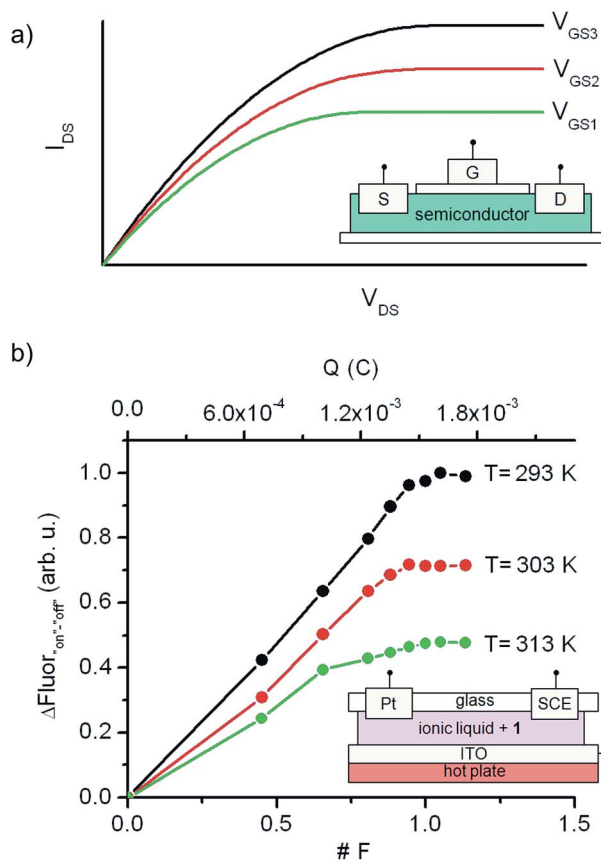 a)
I_DS
V_GS3
V_GS2
V_GS1
G
S
D
semiconductor
V_DS
b)
Q (C)
0.0
6.0x10⁻⁴
1.2x10⁻³
1.8x10⁻³
ΔFluor_"on"-"off" (arb. u.)
1.0
0.8
0.6
0.4
0.2
0.0
T= 293 K
T= 303 K
T= 313 K
Pt
glass
SCE
ionic liquid + 1
ITO
hot plate
0.0
0.5
1.0
1.5
# F